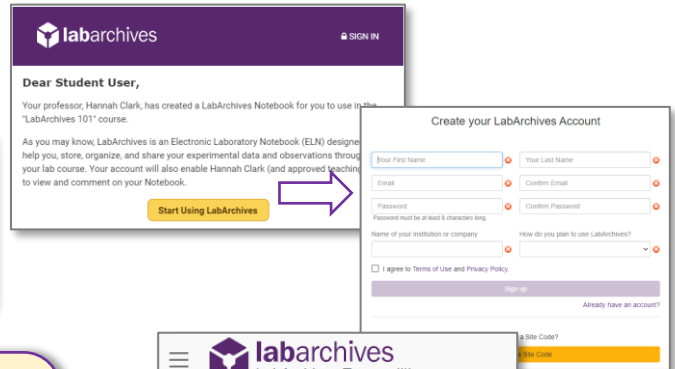 labarchives
SIGN IN
Dear Student User,
Your professor, Hannah Clark, has created a LabArchives Notebook for you to use in the
"LabArchives 101" course.
As you may know, LabArchives is an Electronic Laboratory Notebook (ELN) designe
help you, store, organize, and share your experimental data and observations throug
your lab course. Your account will also enable Hannah Clark (and approved teaching
to view and comment on your Notebook.
Start Using LabArchives
Create your LabArchives Account
Your First Name
Your Last Name
Email
Confirm Email
Password
Confirm Password
Password must be at least 8 characters long.
Name of your institution or company
How do you plan to use LabArchives?
I agree to Terms of Use and Privacy Policy.
Sign up
Already have an account?
a Site Code?
a Site Code
labarchives